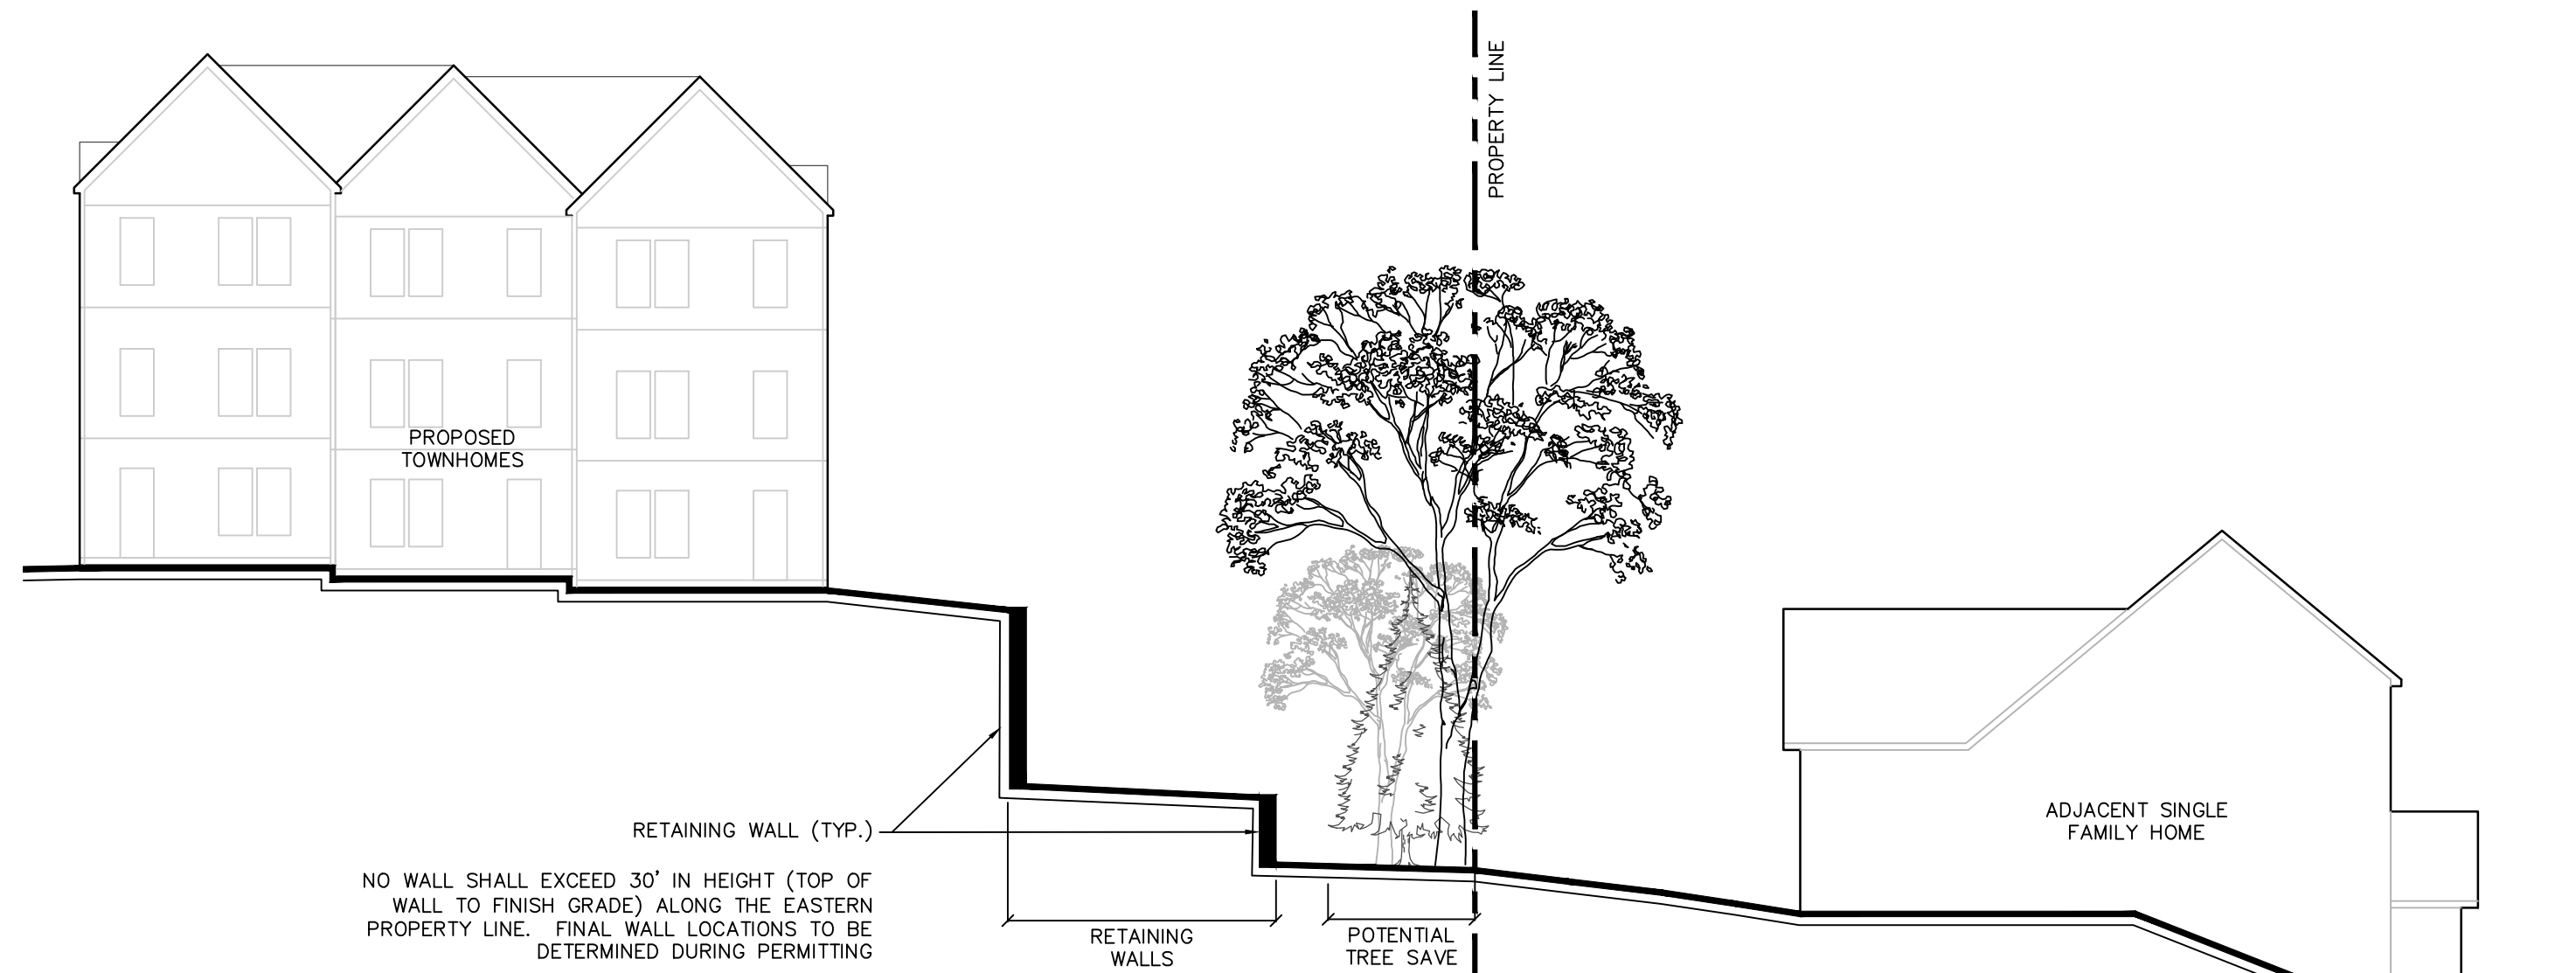 PROPERTY LINE
PROPOSED
TOWNHOMES
RETAINING WALL (TYP.)
NO WALL SHALL EXCEED 30' IN HEIGHT (TOP OF
WALL TO FINISH GRADE) ALONG THE EASTERN
PROPERTY LINE. FINAL WALL LOCATIONS TO BE
DETERMINED DURING PERMITTING
RETAINING
WALLS
POTENTIAL
TREE SAVE
ADJACENT SINGLE
FAMILY HOME